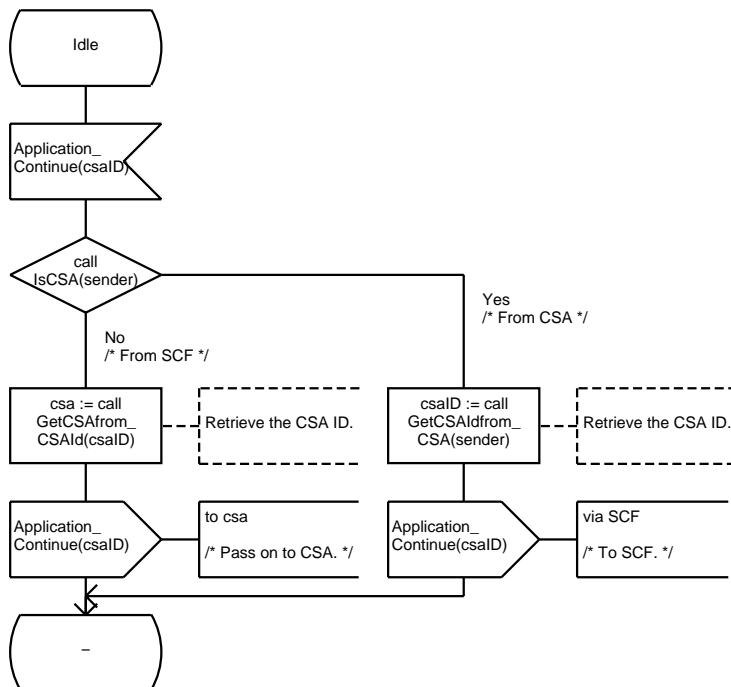 Idle
Application_
Continue(csaID)
call
IsCSA(sender)
Yes
/* From CSA */
No
/* From SCF */
csa := call
GetCSAfrom_
CSAId(csaID)
Retrieve the CSA ID.
csaID := call
GetCSAIdfrom_
CSA(sender)
Retrieve the CSA ID.
Application_
Continue(csaID)
to csa
/* Pass on to CSA. */
Application_
Continue(csaID)
via SCF
/* To SCF. */
–